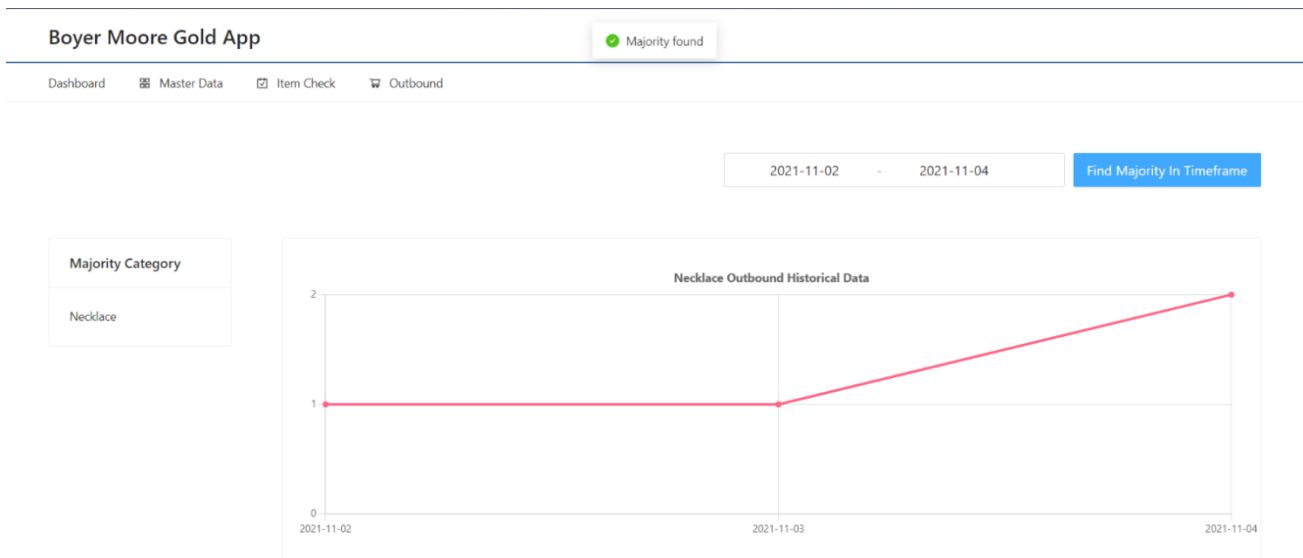 Boyer Moore Gold App
Majority found
Dashboard Master Data Item Check Outbound
2021-11-02 - 2021-11-04 Find Majority In Timeframe
Majority Category
Necklace
Necklace Outbound Historical Data
2
1
0
2021-11-02 2021-11-03 2021-11-04